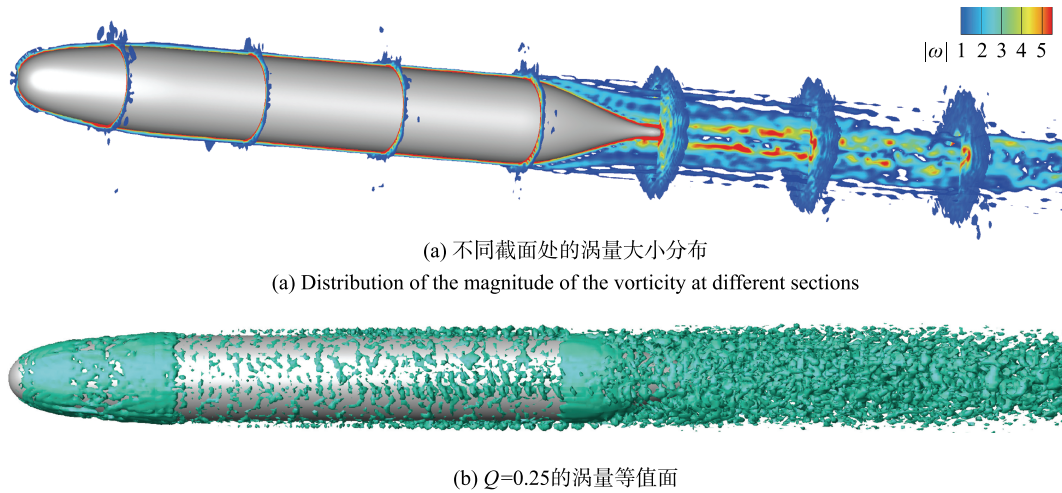 |ω| 1 2 3 4 5
(a) 不同截面处的涡量大小分布
(a) Distribution of the magnitude of the vorticity at different sections
(b) Q=0.25的涡量等值面